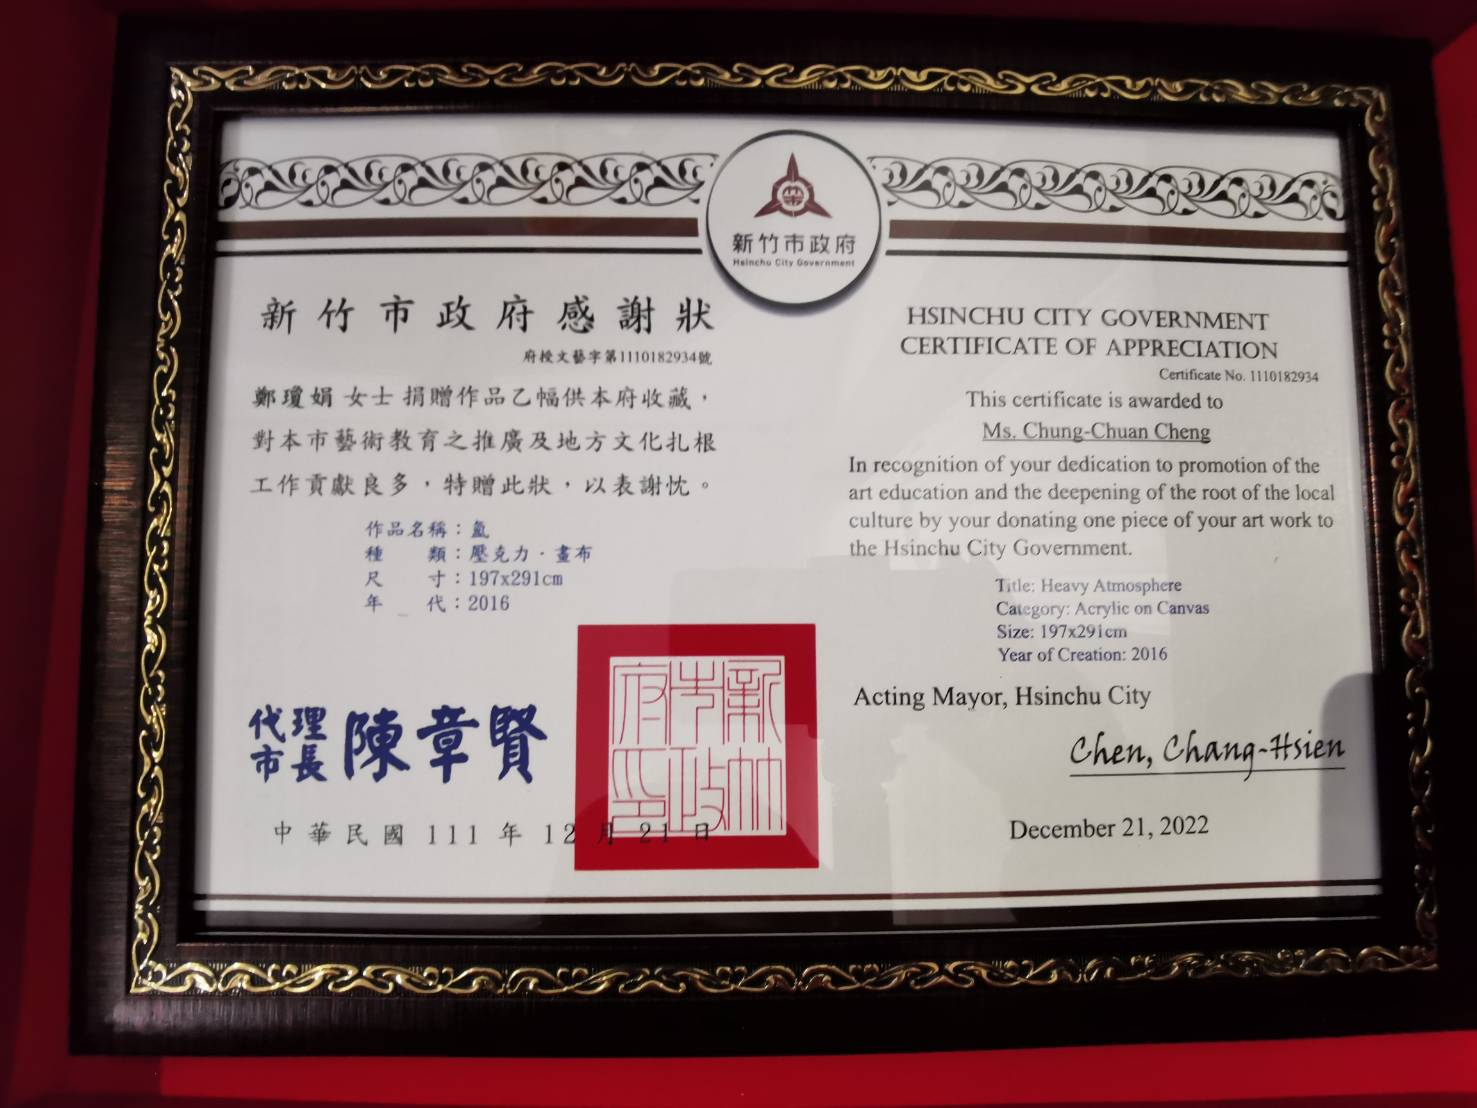 新竹市政府
Hsinchu City Government
新竹市政府感謝狀
府授文藝字第1110182934號
鄭瓊娟 女士 捐贈作品乙幅供本府收藏，
對本市藝術教育之推廣及地方文化扎根
工作貢獻良多，特贈此狀，以表謝忱。
作品名稱：氳
種　　類：壓克力．畫布
尺　　寸：197x291cm
年　　代：2016
代理市長 陳章賢
新竹市政府印
中華民國 111 年 12 月 21 日
HSINCHU CITY GOVERNMENT
CERTIFICATE OF APPRECIATION
Certificate No. 1110182934
This certificate is awarded to
Ms. Chung-Chuan Cheng
In recognition of your dedication to promotion of the
art education and the deepening of the root of the local
culture by your donating one piece of your art work to
the Hsinchu City Government.
Title: Heavy Atmosphere
Category: Acrylic on Canvas
Size: 197x291cm
Year of Creation: 2016
Acting Mayor, Hsinchu City
Chen, Chang-Hsien
December 21, 2022